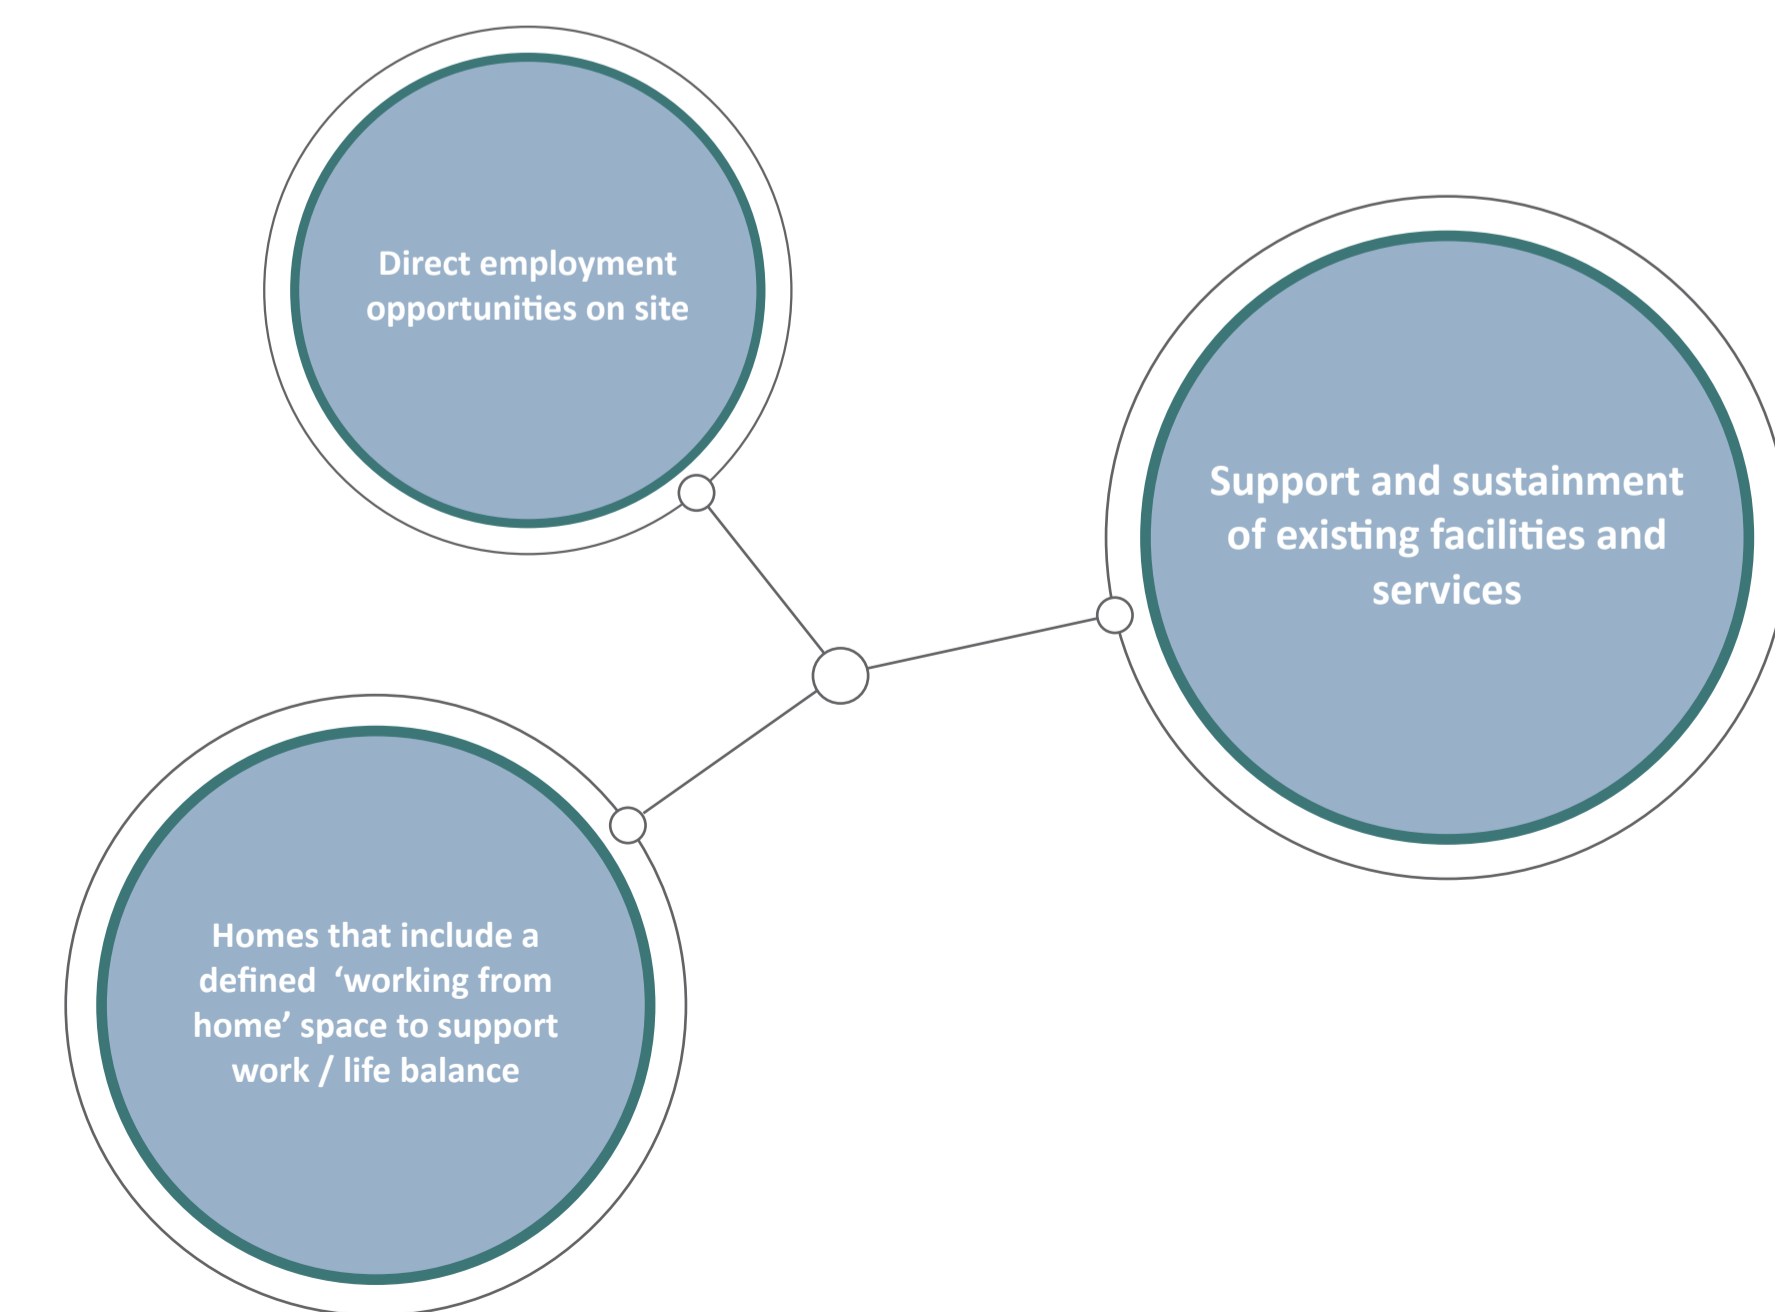 Direct employment
opportunities on site
Support and sustainment
of existing facilities and
services
Homes that include a
defined  ‘working from
home’ space to support
work / life balance